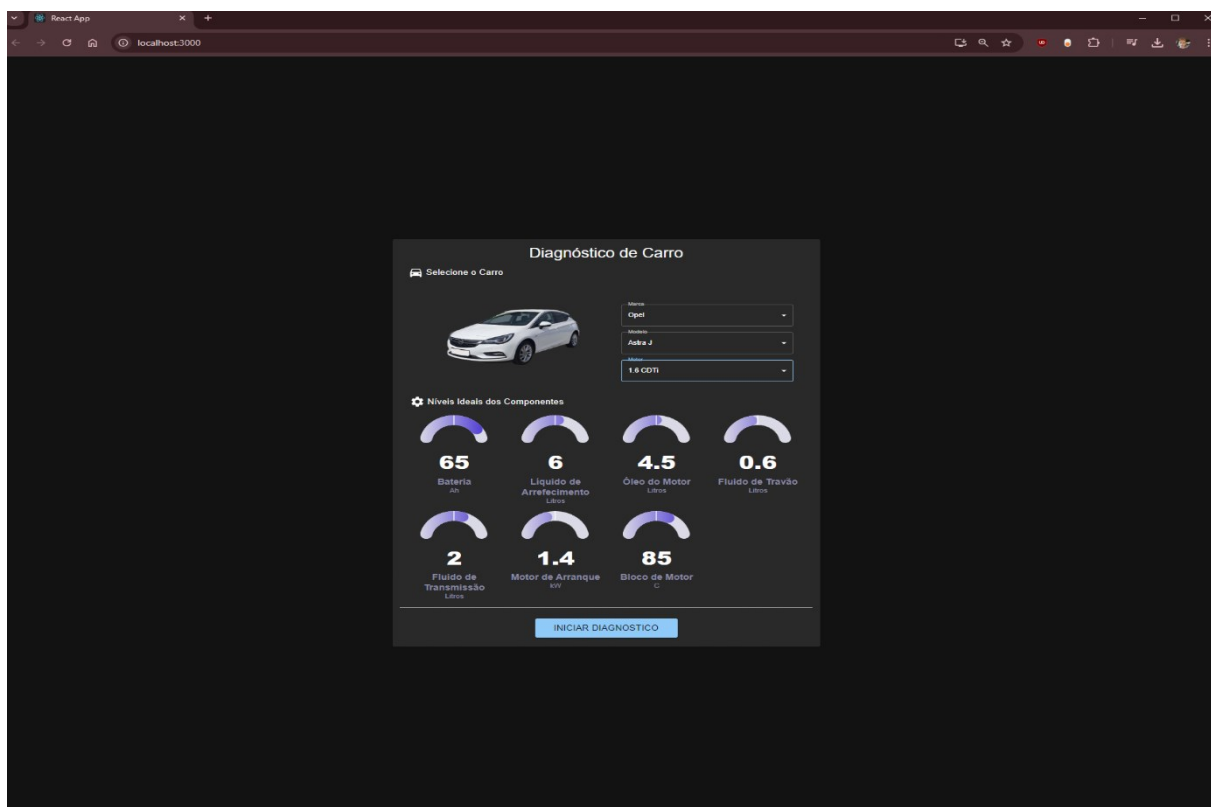 React App
localhost:3000
Diagnóstico de Carro
Selecione o Carro
Marca
Opel
Modelo
Astra J
Motor
1.6 CDTi
Níveis Ideais dos Componentes
65
Bateria
Ah
6
Líquido de
Arrefecimento
Litros
4.5
Óleo do Motor
Litros
0.6
Fluido de Travão
Litros
2
Fluido de
Transmissão
Litros
1.4
Motor de Arranque
kW
85
Bloco de Motor
C
INICIAR DIAGNOSTICO